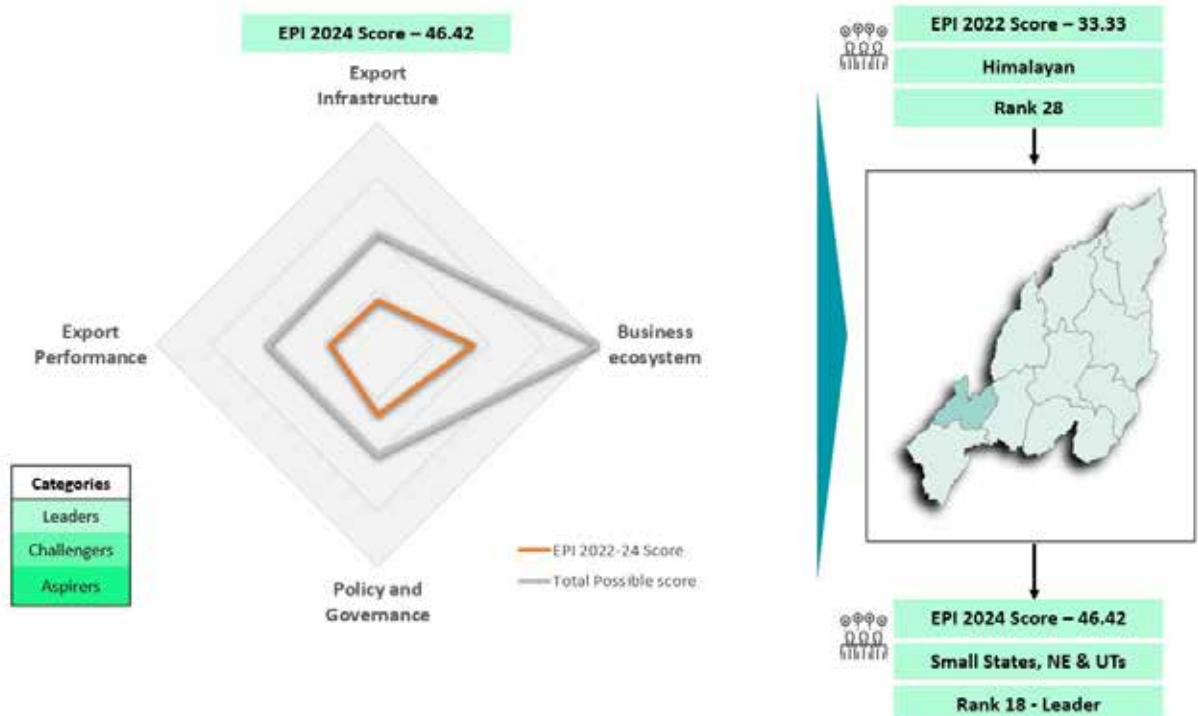 EPI 2024 Score – 46.42
Export
Infrastructure
Export
Performance
Business
ecosystem
Policy and
Governance
Categories
Leaders
Challengers
Aspirers
EPI 2022-24 Score
Total Possible score
EPI 2022 Score – 33.33
Himalayan
Rank 28
EPI 2024 Score – 46.42
Small States, NE & UTs
Rank 18 - Leader